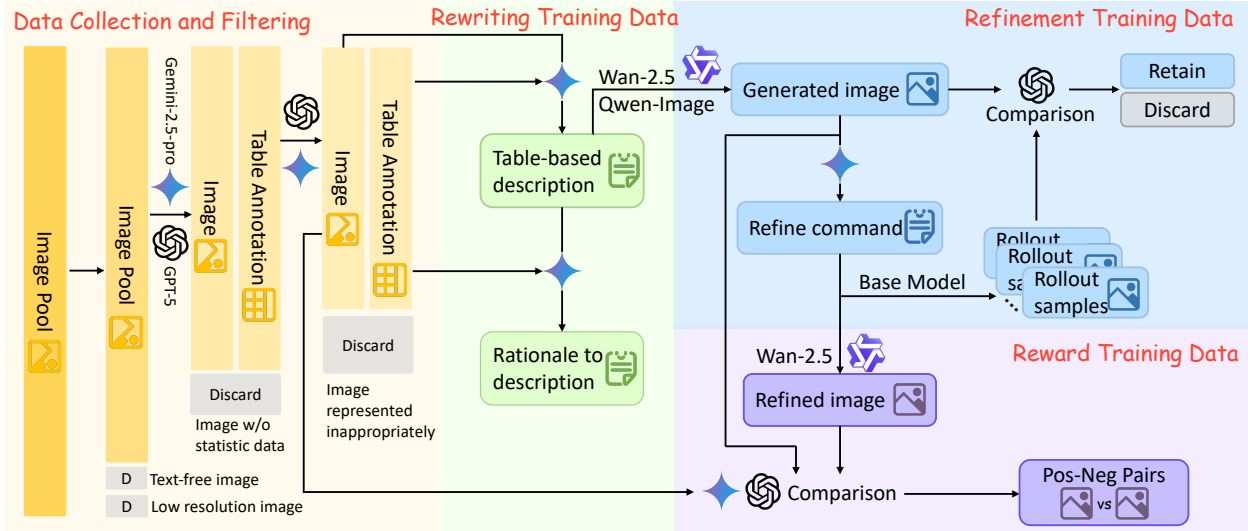 Data Collection and Filtering
Image Pool
Image Pool
D Text-free image
D Low resolution image
Gemini-2.5-pro
GPT-5
Image
Table Annotation
Discard
Image w/o
statistic data
Image
Table Annotation
Discard
Image
represented
inappropriately
Rewriting Training Data
Table-based
description
Rationale to
description
Wan-2.5
Qwen-Image
Refinement Training Data
Generated image
Comparison
Retain
Discard
Refine command
Base Model
Rollout
Rollout
sa
Rollout
samples
Reward Training Data
Wan-2.5
Refined image
Comparison
Pos-Neg Pairs
vs